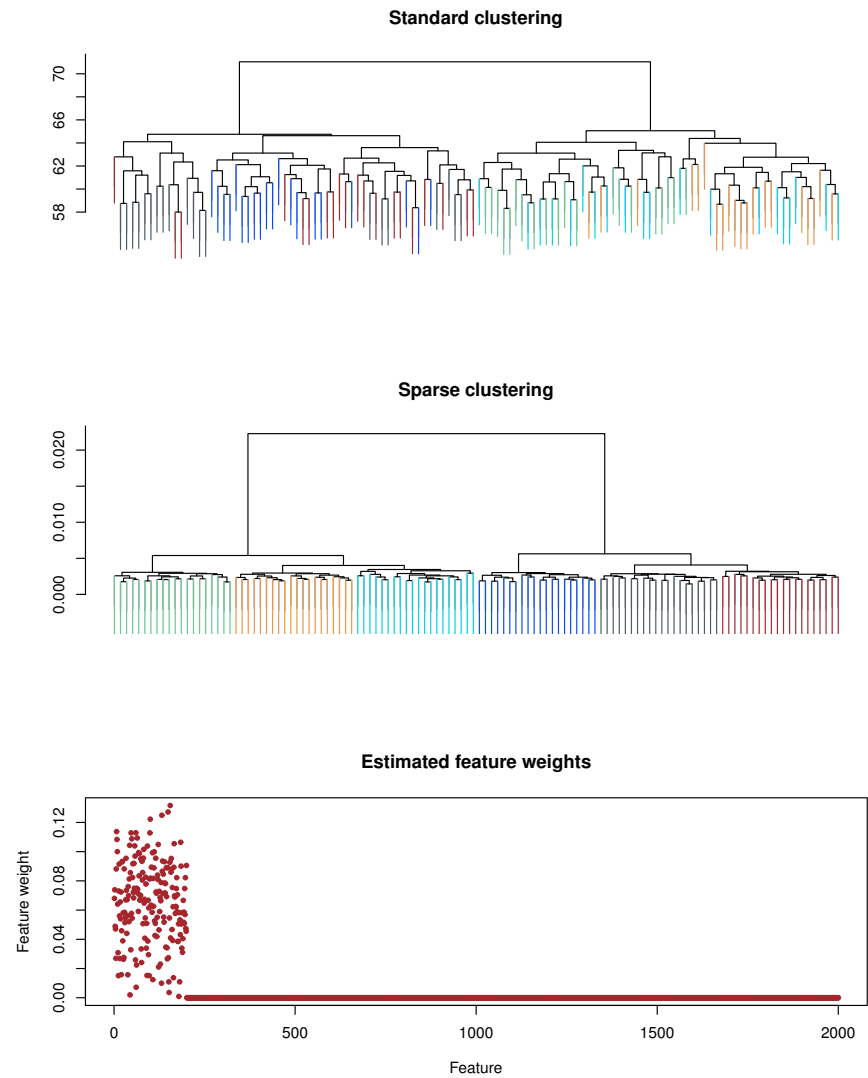 Standard clustering
70
66
62
58
Sparse clustering
0.020
0.010
0.000
Estimated feature weights
0.12
0.08
0.04
0.00
Feature weight
0 500 1000 1500 2000
Feature